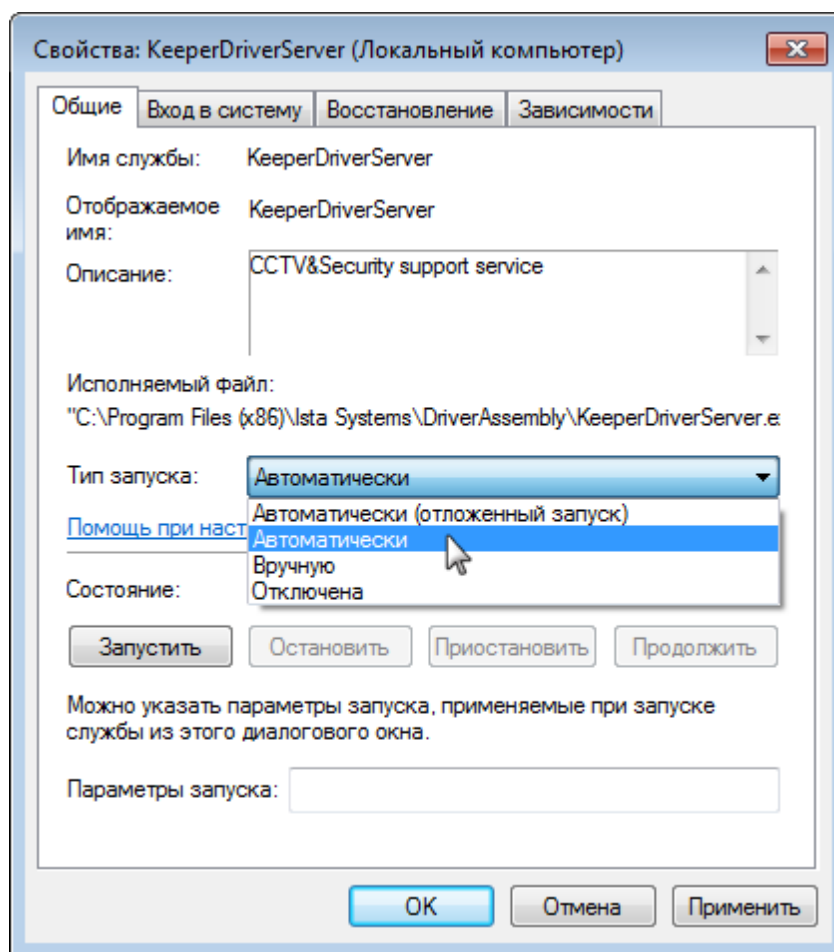 Свойства: KeeperDriverServer (Локальный компьютер)
Общие Вход в систему Восстановление Зависимости
Имя службы: KeeperDriverServer
Отображаемое имя: KeeperDriverServer
Описание: CCTV&Security support service
Исполняемый файл:
"C:\Program Files (x86)\Ista Systems\DriverAssembly\KeeperDriverServer.e
Тип запуска: Автоматически
Автоматически (отложенный запуск)
Помощь при наст
Автоматически
Вручную
Состояние:
Отключена
Запустить Остановить Приостановить Продолжить
Можно указать параметры запуска, применяемые при запуске
службы из этого диалогового окна.
Параметры запуска:
OK Отмена Применить